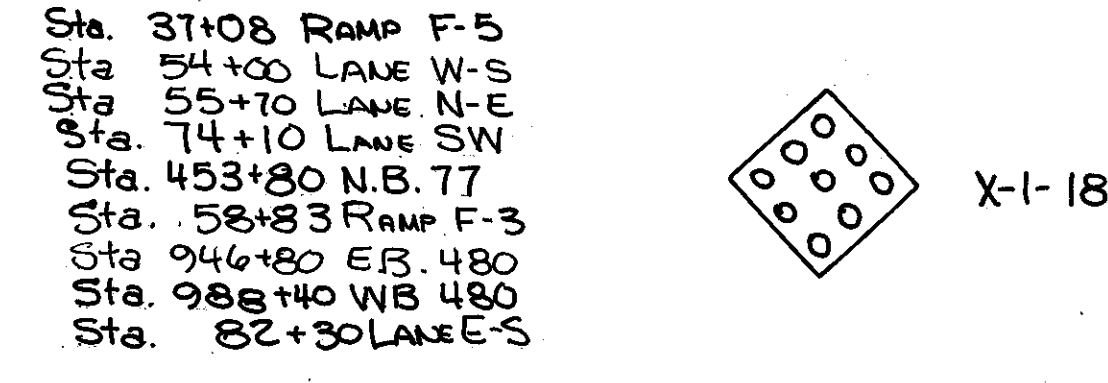 Sta. 37+08 RAMP F-5
Sta 54+00 LANE W-S
Sta 55+70 LANE N-E
Sta. 74+10 LANE SW
Sta. 453+80 N.B. 77
Sta. 58+83 RAMP F-3
Sta 946+80 EB. 480
Sta. 988+40 WB 480
Sta. 82+30 LANE E-S
X-1-18